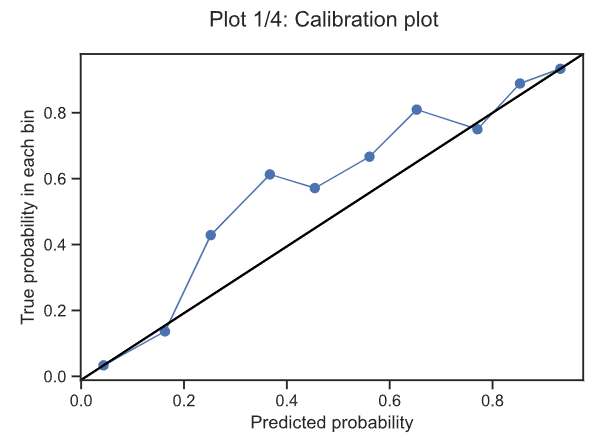 Plot 1/4: Calibration plot
True probability in each bin
0.8
0.6
0.4
0.2
0.0
0.0 0.2 0.4 0.6 0.8
Predicted probability